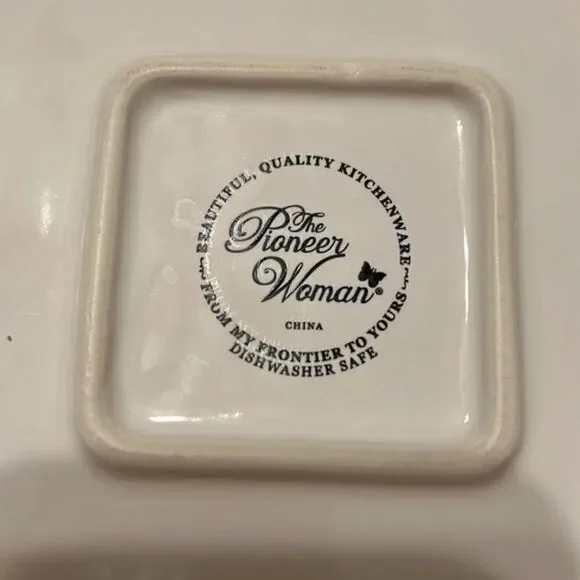 BEAUTIFUL, QUALITY KITCHENWARE
The
Pioneer
Woman®
CHINA
FROM MY FRONTIER TO YOURS
DISHWASHER SAFE